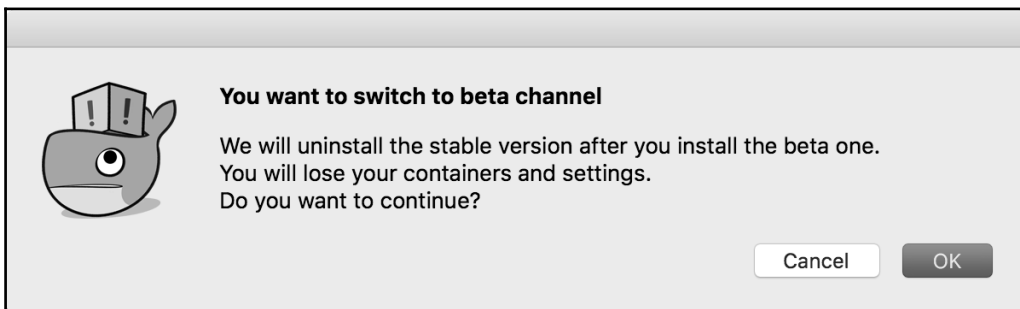 You want to switch to beta channel
We will uninstall the stable version after you install the beta one.
You will lose your containers and settings.
Do you want to continue?
Cancel
OK